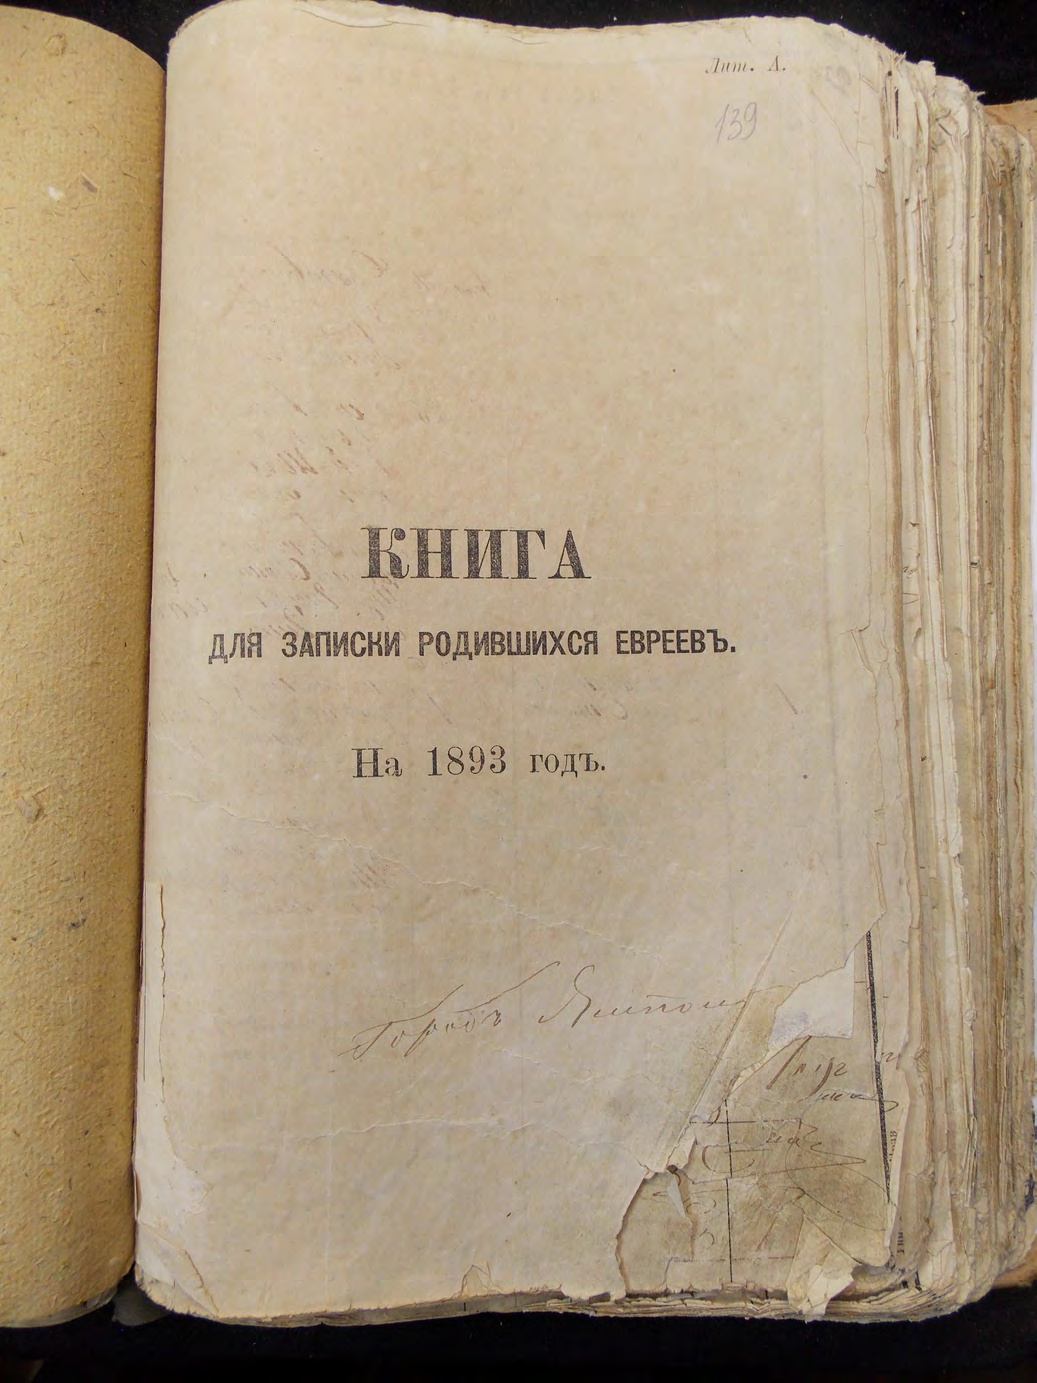 Лит. А.
139
КНИГА
ДЛЯ ЗАПИСКИ РОДИВШИХСЯ ЕВРЕЕВЪ.
На 1893 годъ.
Городъ